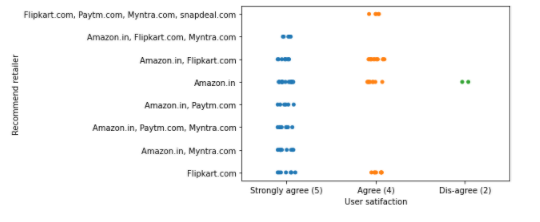 Recommend retailer
Flipkart.com, Paytm.com, Myntra.com, snapdeal.com
Amazon.in, Flipkart.com, Myntra.com
Amazon.in, Flipkart.com
Amazon.in
Amazon.in, Paytm.com
Amazon.in, Paytm.com, Myntra.com
Amazon.in, Myntra.com
Flipkart.com
Strongly agree (5) Agree (4) Dis-agree (2)
User satifaction